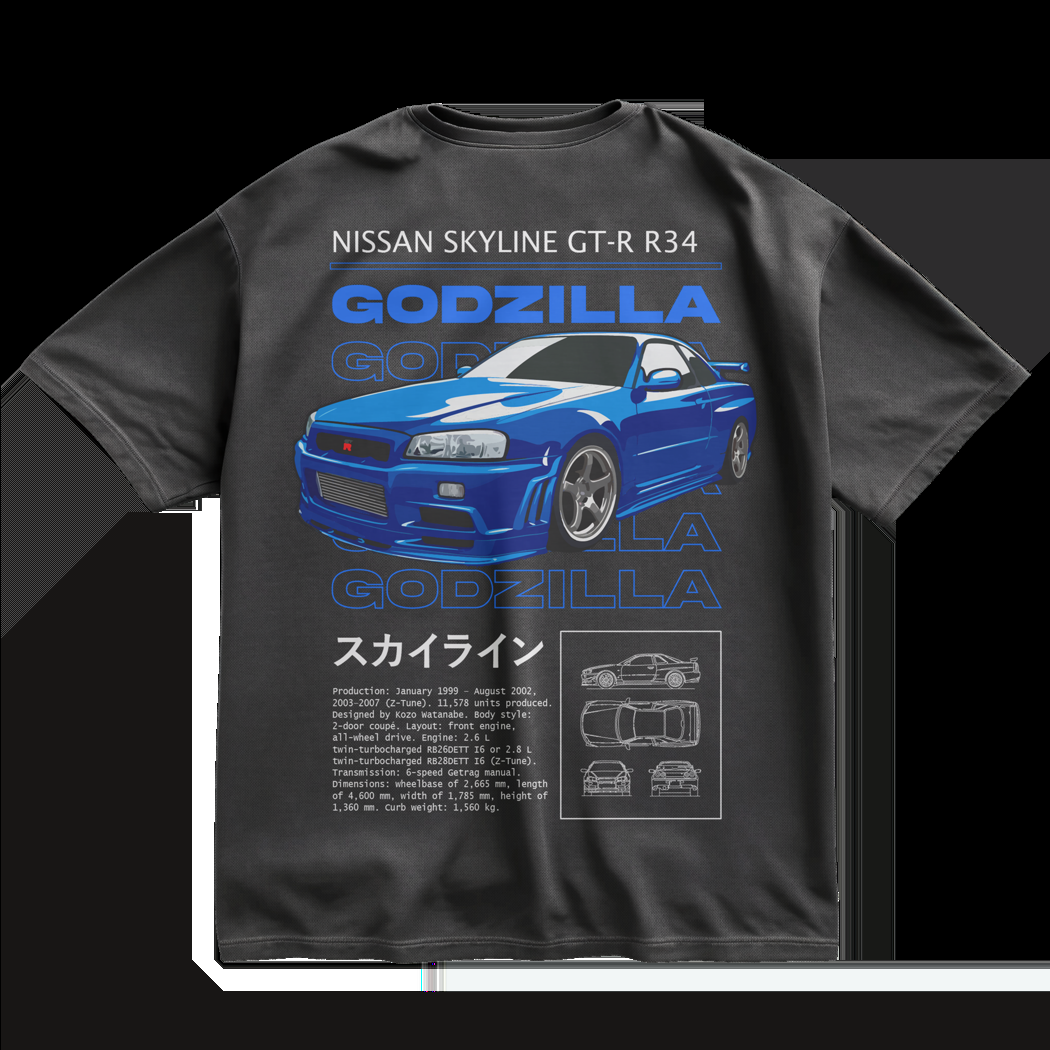 NISSAN SKYLINE GT-R R34
GODZILLA
GOD A
A
LLA
GODZILLA
スカイライン
Production: January 1999 – August 2002,
2003–2007 (Z-Tune). 11,578 units produced.
Designed by Kozo Watanabe. Body style:
2-door coupé. Layout: front engine,
all-wheel drive. Engine: 2.6 L
twin-turbocharged RB26DETT I6 or 2.8 L
twin-turbocharged RB28DETT I6 (Z-Tune).
Transmission: 6-speed Getrag manual.
Dimensions: wheelbase of 2,665 mm, length
of 4,600 mm, width of 1,785 mm, height of
1,360 mm. Curb weight: 1,560 kg.